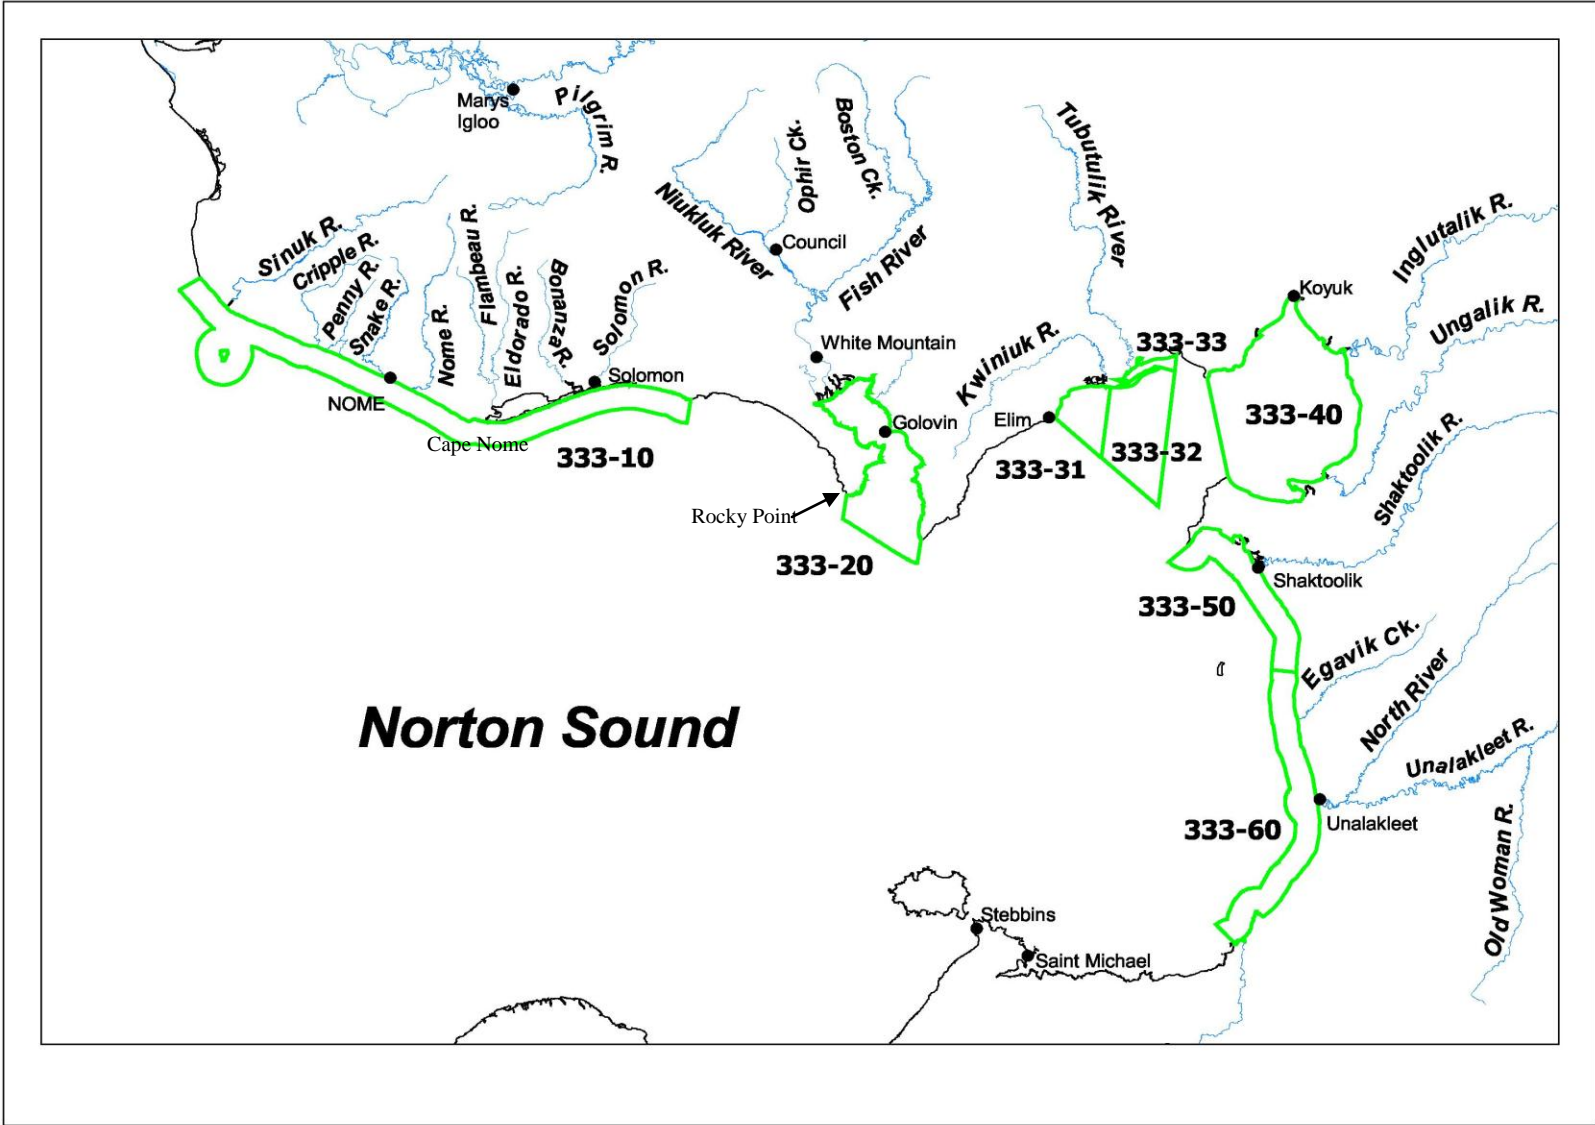 Marys
Igloo
Pilgrim R.
Boston Ck.
Ophir Ck.
Tubutulik River
Niukluk River
Council
Fish River
Inglutalik R.
Sinuk R.
Cripple R.
Penny R.
Snake R.
Nome R.
Flambeau R.
Eldorado R.
Bonanza R.
Solomon R.
Koyuk
Ungalik R.
White Mountain
Kwiniuk R.
333-33
Solomon
NOME
Golovin
Elim
333-40
Cape Nome
333-10
333-31
333-32
Shaktoolik R.
Rocky Point
333-20
Shaktoolik
333-50
Egavik Ck.
North River
Norton Sound
Unalakleet R.
333-60
Unalakleet
Old Woman R.
Stebbins
Saint Michael